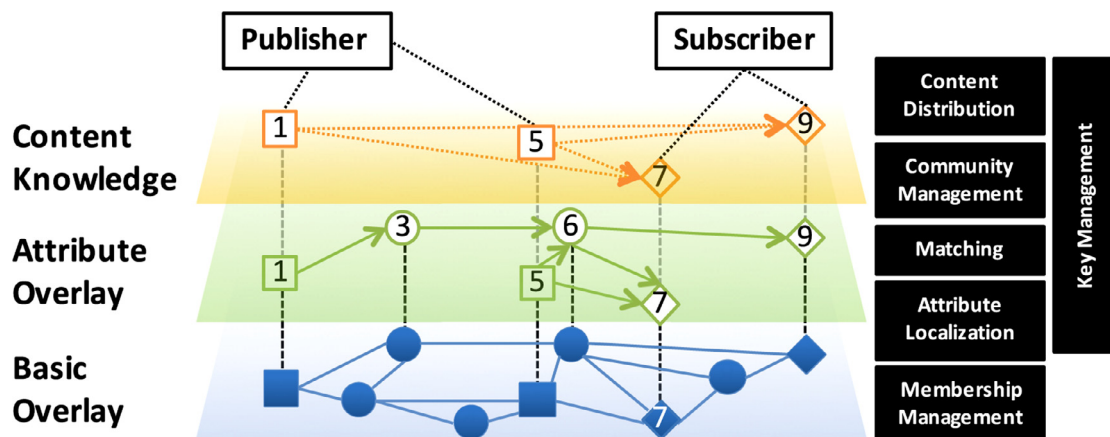 Publisher
Subscriber
Content
Knowledge
1
5
9
7
Attribute
Overlay
1
3
5
6
7
9
Basic
Overlay
7
Content
Distribution
Community
Management
Matching
Attribute
Localization
Membership
Management
Key Management